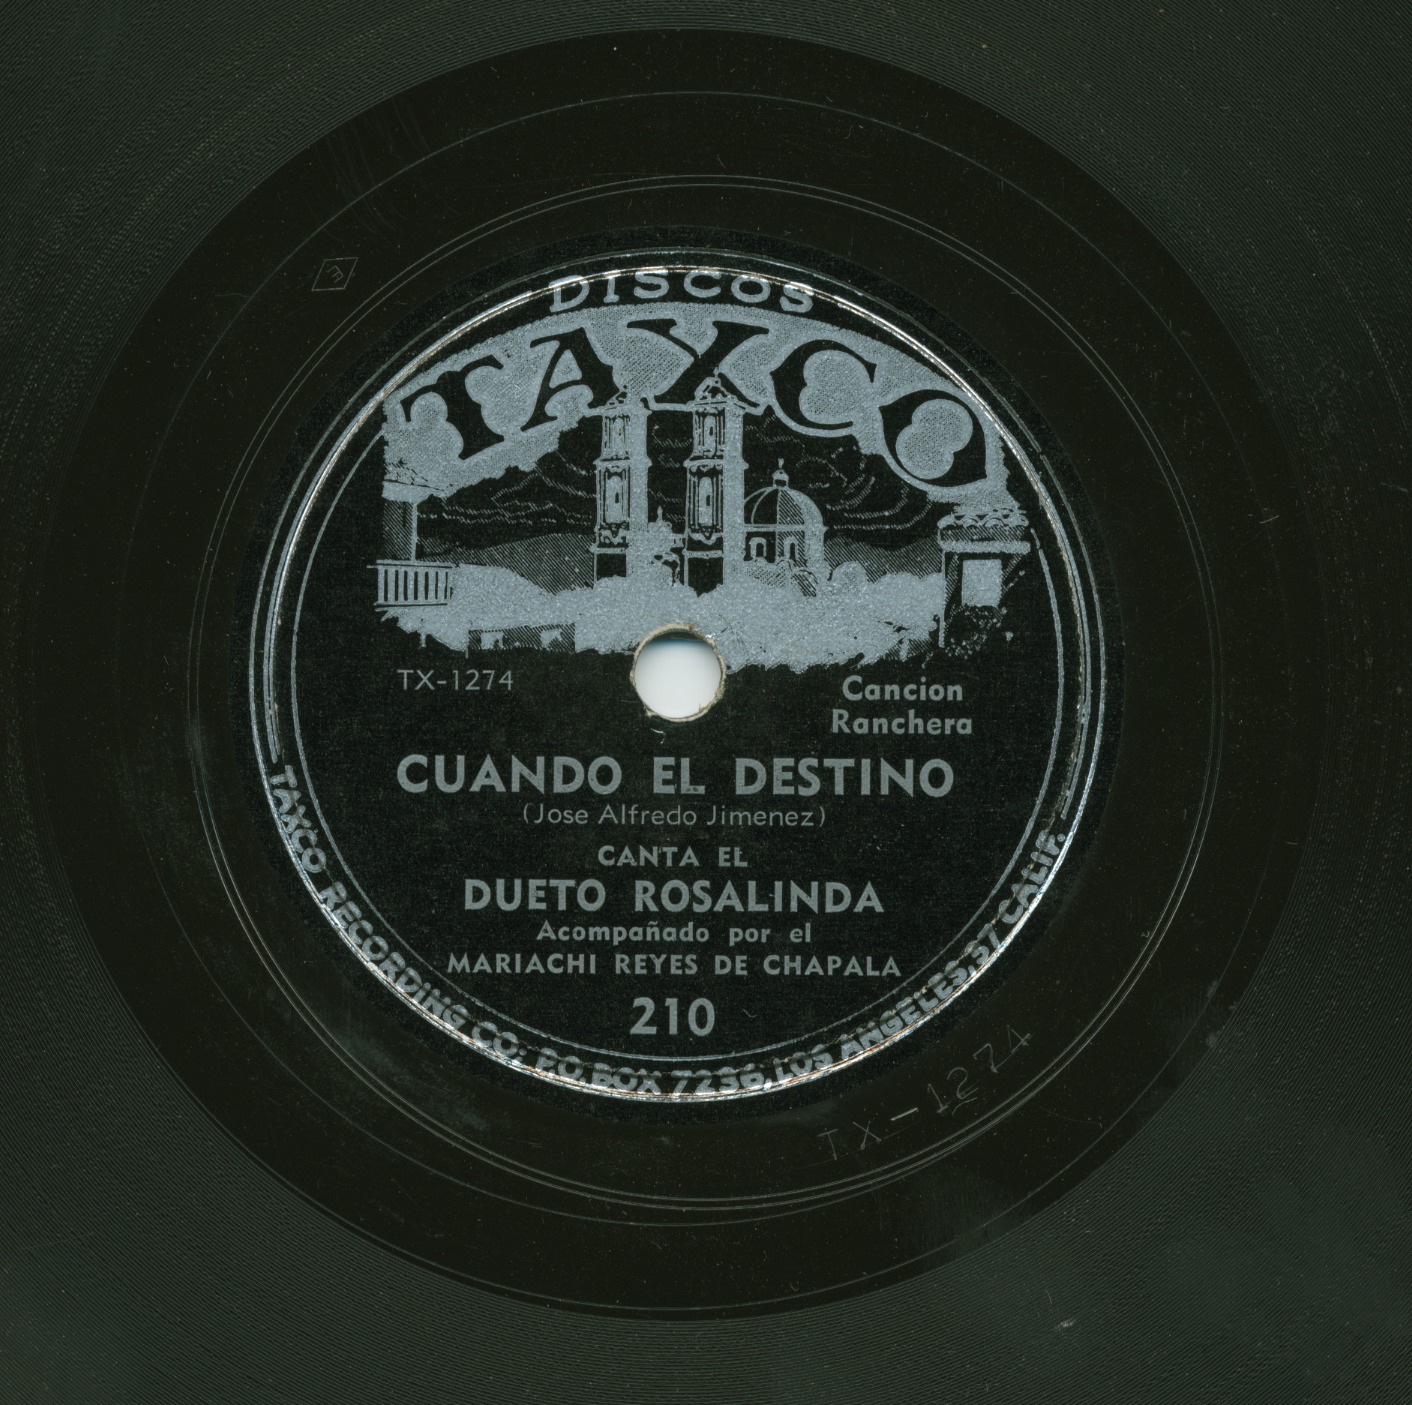 DISCOS
TAXCO
TX-1274
Cancion
Ranchera
CUANDO EL DESTINO
(Jose Alfredo Jimenez)
CANTA EL
DUETO ROSALINDA
Acompañado por el
MARIACHI REYES DE CHAPALA
210
TAXCO RECORDING CO: P.O. BOX 7236, LOS ANGELES, 37 CALIF.
TX-1274
E